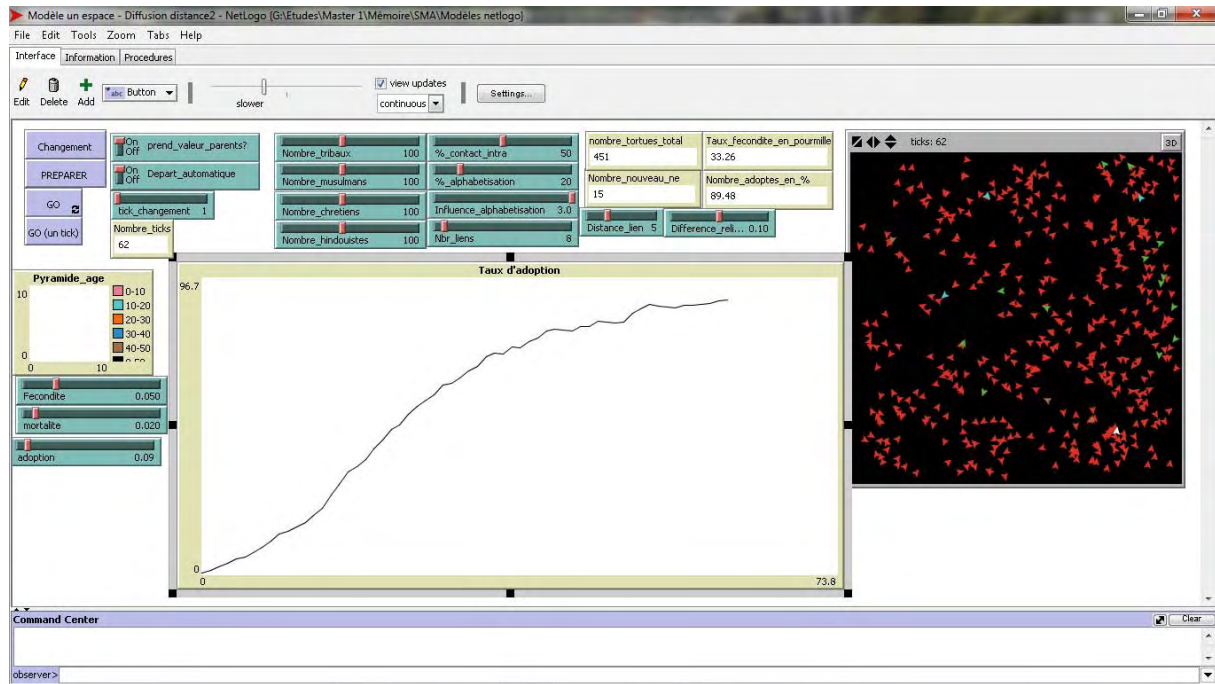 Modèle un espace - Diffusion distance2 - NetLogo {G:\Etudes\Master 1\Mémoire\SMA\Modèles netlogo}
File Edit Tools Zoom Tabs Help
Interface Information Procedures
Edit Delete Add abc Button slower view updates continuous Settings...
Changement
PREPARER
GO
GO (un tick)
On Off prend_valeur_parents?
On Off Depart_automatique
tick_changement 1
Nombre_ticks
62
Nombre_tribaux 100
Nombre_musulmans 100
Nombre_chretiens 100
Nombre_hindouistes 100
%_contact_intra 50
%_alphabetisation 20
Influence_alphabetisation 3.0
Nbr_liens 8
nombre_tortues_total
451
Taux_fecondite_en_pourmille
33.26
Nombre_nouveau_ne
15
Nombre_adoptes_en_%
89.48
Distance_lien 5
Difference_reli... 0.10
ticks: 62
3D
Pyramide_age
10
0
0 10
0-10
10-20
20-30
30-40
40-50
Fecondite 0.050
mortalite 0.020
adoption 0.09
Taux d'adoption
96.7
0
0 73.8
Command Center Clear
observer>